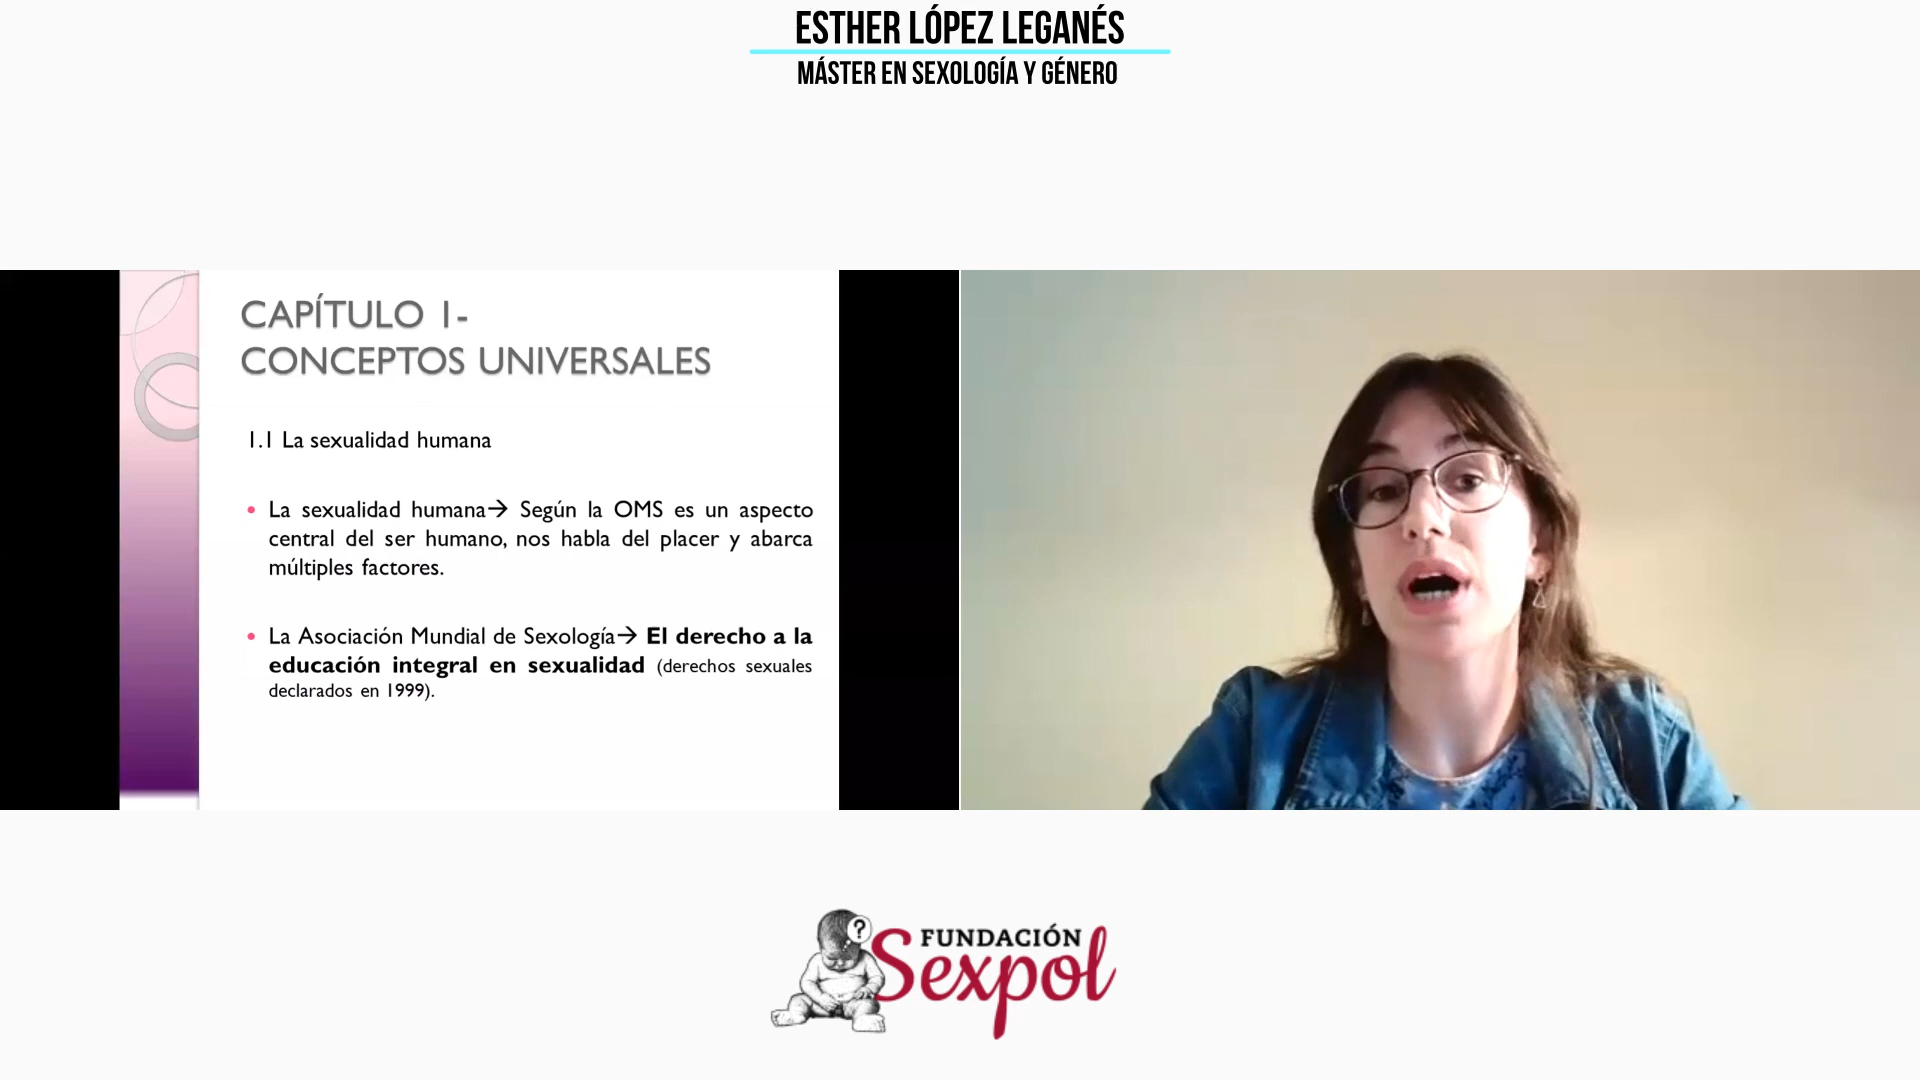 ESTHER LÓPEZ LEGANÉS
MÁSTER EN SEXOLOGÍA Y GÉNERO
CAPÍTULO 1-
CONCEPTOS UNIVERSALES
1.1 La sexualidad humana
• La sexualidad humana→ Según la OMS es un aspecto
central del ser humano, nos habla del placer y abarca
múltiples factores.
• La Asociación Mundial de Sexología→ El derecho a la
educación integral en sexualidad (derechos sexuales
declarados en 1999).
?
FUNDACIÓN
Sexpol